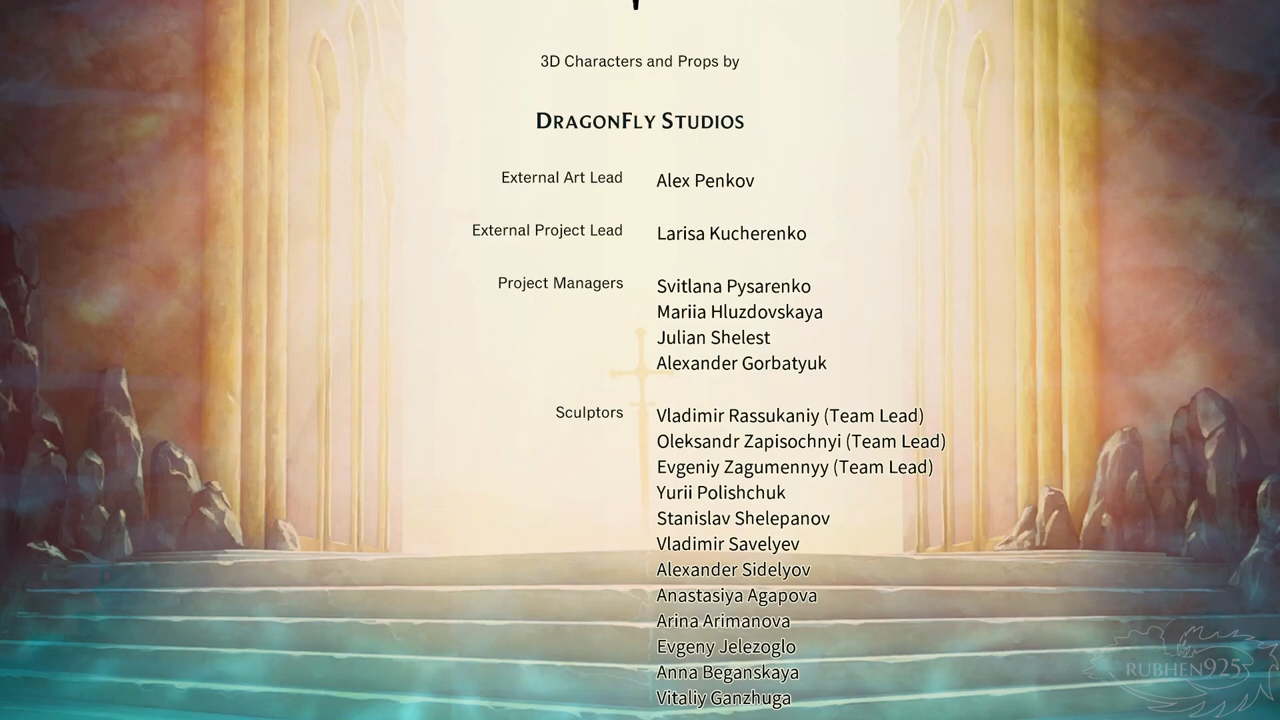 3D Characters and Props by
DragonFly Studios
External Art Lead Alex Penkov
External Project Lead Larisa Kucherenko
Project Managers Svitlana Pysarenko
Mariia Hluzdovskaya
Julian Shelest
Alexander Gorbatyuk
Sculptors Vladimir Rassukaniy (Team Lead)
Oleksandr Zapisochnyi (Team Lead)
Evgeniy Zagumennyy (Team Lead)
Yurii Polishchuk
Stanislav Shelepanov
Vladimir Savelyev
Alexander Sidelyov
Anastasiya Agapova
Arina Arimanova
Evgeny Jelezoglo
Anna Beganskaya
Vitaliy Ganzhuga
RUBHEN925